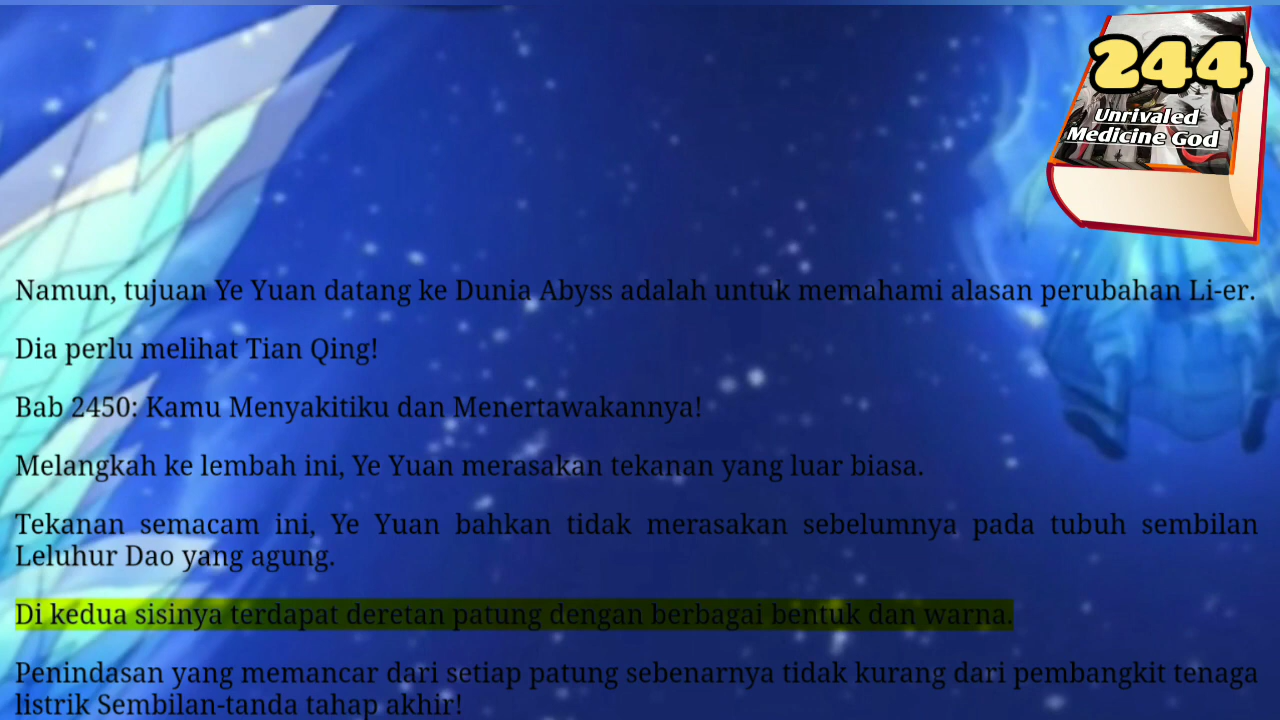 244
Unrivaled
Medicine God
Namun, tujuan Ye Yuan datang ke Dunia Abyss adalah untuk memahami alasan perubahan Li-er.
Dia perlu melihat Tian Qing!
Bab 2450: Kamu Menyakitiku dan Menertawakannya!
Melangkah ke lembah ini, Ye Yuan merasakan tekanan yang luar biasa.
Tekanan semacam ini, Ye Yuan bahkan tidak merasakan sebelumnya pada tubuh sembilan
Leluhur Dao yang agung.
Di kedua sisinya terdapat deretan patung dengan berbagai bentuk dan warna.
Penindasan yang memancar dari setiap patung sebenarnya tidak kurang dari pembangkit tenaga
listrik Sembilan-tanda tahap akhir!